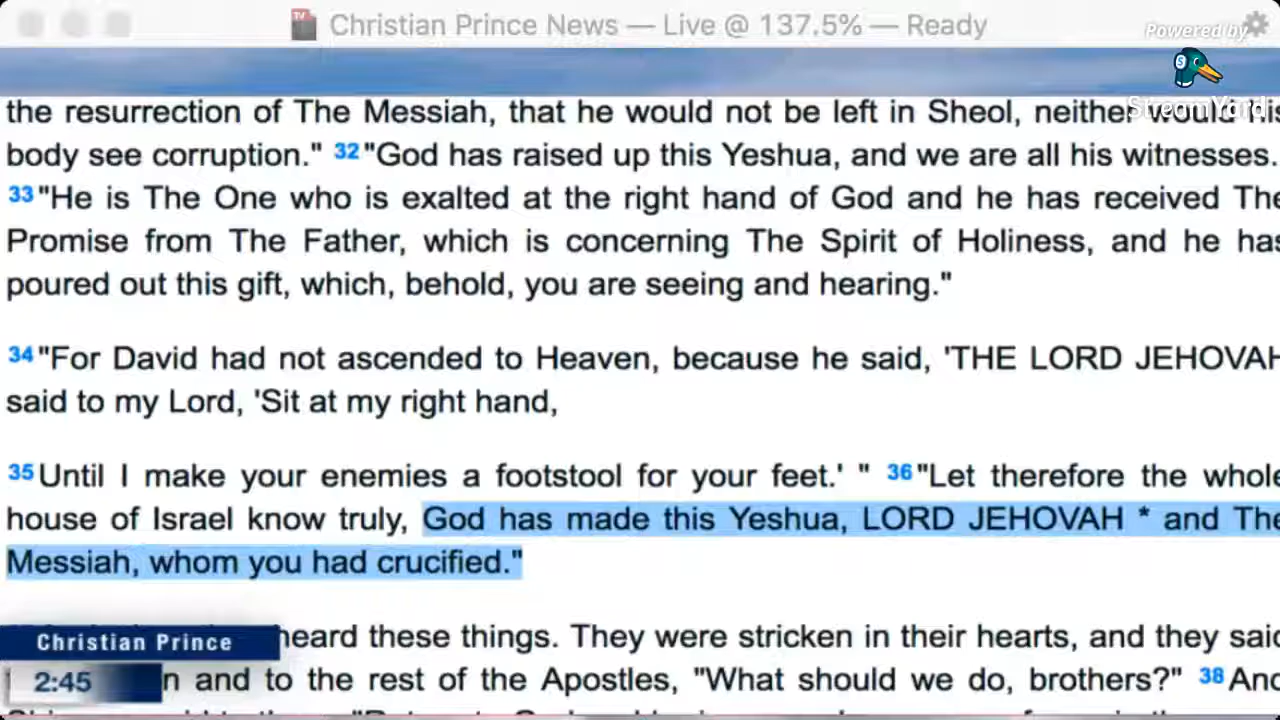 Christian Prince News — Live @ 137.5% — Ready
Powered by
StreamYard
the resurrection of The Messiah, that he would not be left in Sheol, neither would his
body see corruption." 32 "God has raised up this Yeshua, and we are all his witnesses.
33 "He is The One who is exalted at the right hand of God and he has received The
Promise from The Father, which is concerning The Spirit of Holiness, and he has
poured out this gift, which, behold, you are seeing and hearing."
34 "For David had not ascended to Heaven, because he said, 'THE LORD JEHOVAH
said to my Lord, 'Sit at my right hand,
35 Until I make your enemies a footstool for your feet.' " 36 "Let therefore the whole
house of Israel know truly, God has made this Yeshua, LORD JEHOVAH * and The
Messiah, whom you had crucified."
heard these things. They were stricken in their hearts, and they said
Christian Prince
and to the rest of the Apostles, "What should we do, brothers?" 38 And
2:45